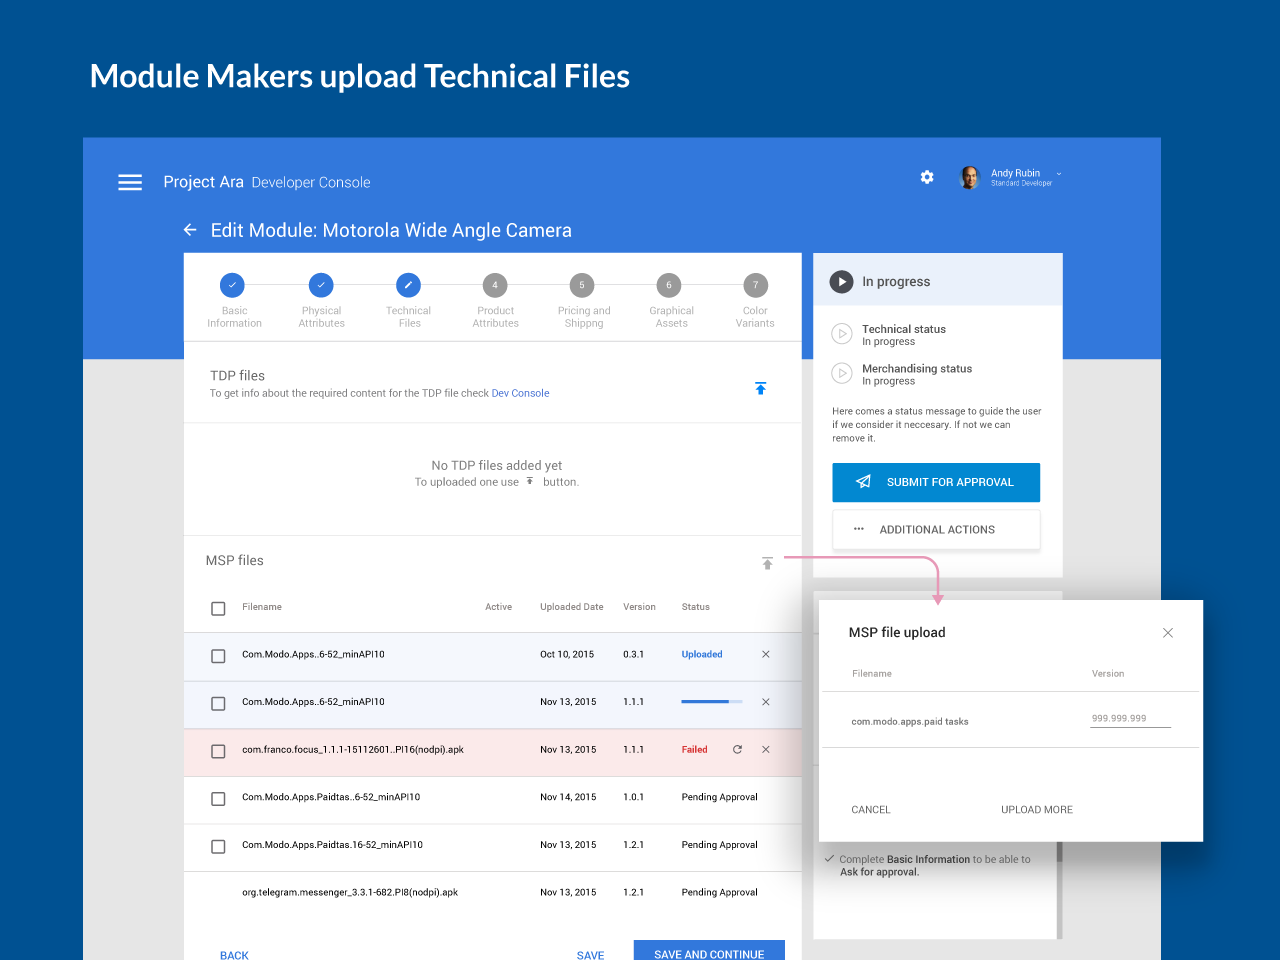 Module Makers upload Technical Files
Project Ara Developer Console
Andy Rubin
Standard Developer
Edit Module: Motorola Wide Angle Camera
4
5
6
7
Basic
Information
Physical
Attributes
Technical
Files
Product
Attributes
Pricing and
Shippng
Graphical
Assets
Color
Variants
TDP files
To get info about the required content for the TDP file check Dev Console
No TDP files added yet
To uploaded one use button.
MSP files
Filename Active Uploaded Date Version Status
Com.Modo.Apps..6-52_minAPI10 Oct 10, 2015 0.3.1 Uploaded
Com.Modo.Apps..6-52_minAPI10 Nov 13, 2015 1.1.1
com.franco.focus_1.1.1-15112601..PI16(nodpi).apk Nov 13, 2015 1.1.1 Failed
Com.Modo.Apps.Paidtas..6-52_minAPI10 Nov 14, 2015 1.0.1 Pending Approval
Com.Modo.Apps.Paidtas.16-52_minAPI10 Nov 13, 2015 1.2.1 Pending Approval
org.telegram.messenger_3.3.1-682.PI8(nodpi).apk Nov 13, 2015 1.2.1 Pending Approval
BACK SAVE SAVE AND CONTINUE
In progress
Technical status
In progress
Merchandising status
In progress
Here comes a status message to guide the user
if we consider it neccesary. If not we can
remove it.
SUBMIT FOR APPROVAL
ADDITIONAL ACTIONS
MSP file upload
Filename Version
com.modo.apps.paid tasks 999.999.999
CANCEL UPLOAD MORE
Complete Basic Information to be able to
Ask for approval.